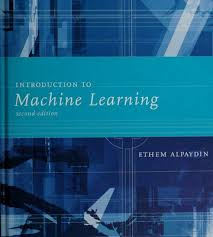 INTRODUCTION TO
Machine Learning
second edition
ETHEM ALPAYDIN